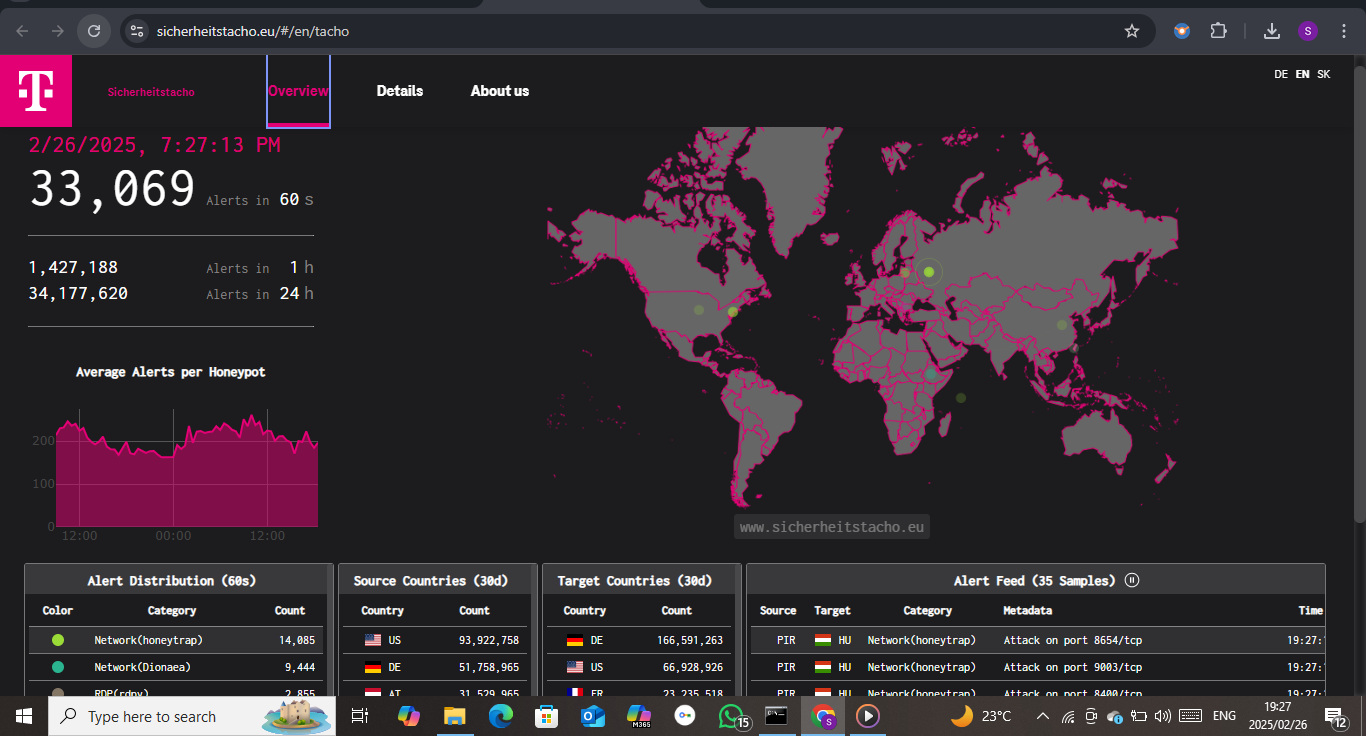 sicherheitstacho.eu/#/en/tacho
S
T
Sicherheitstacho
Overview
Details
About us
DE EN SK
2/26/2025, 7:27:13 PM
33,069 Alerts in 60 s
1,427,188 Alerts in 1 h
34,177,620 Alerts in 24 h
Average Alerts per Honeypot
200
100
0
12:00 00:00 12:00
www.sicherheitstacho.eu
Alert Distribution (60s)
Color Category Count
Network(honeytrap) 14,085
Network(Dionaea) 9,444
RDP(rdpy) 2,855
Source Countries (30d)
Country Count
US 93,922,758
DE 51,758,965
AT 31,529,965
Target Countries (30d)
Country Count
DE 166,591,263
US 66,928,926
FR 23,235,518
Alert Feed (35 Samples)
Source Target Category Metadata Time
PIR HU Network(honeytrap) Attack on port 8654/tcp 19:27:
PIR HU Network(honeytrap) Attack on port 9003/tcp 19:27:
PIR HU Network(honeytrap) Attack on port 8400/tcp 19:27:
Type here to search
M365
15
S
23°C
ENG
19:27
2025/02/26
12